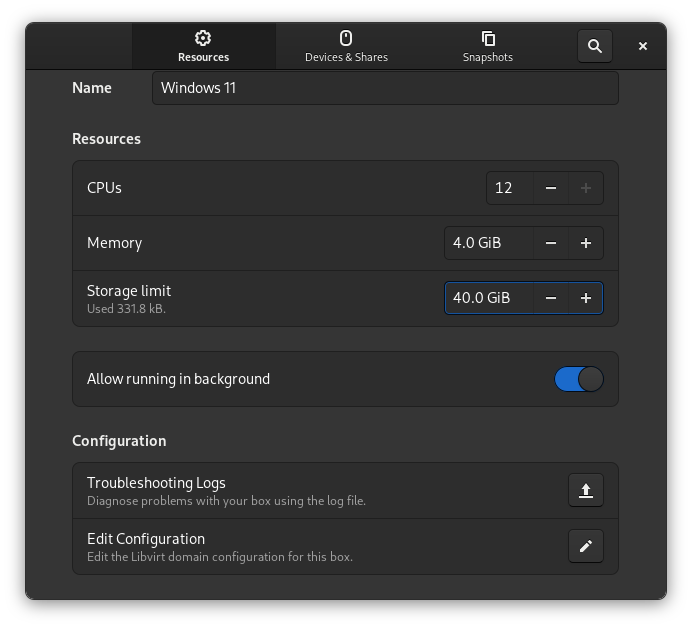 Resources
Devices & Shares
Snapshots
Name
Windows 11
Resources
CPUs
12
Memory
4.0 GiB
Storage limit
Used 331.8 kB.
40.0 GiB
Allow running in background
Configuration
Troubleshooting Logs
Diagnose problems with your box using the log file.
Edit Configuration
Edit the Libvirt domain configuration for this box.